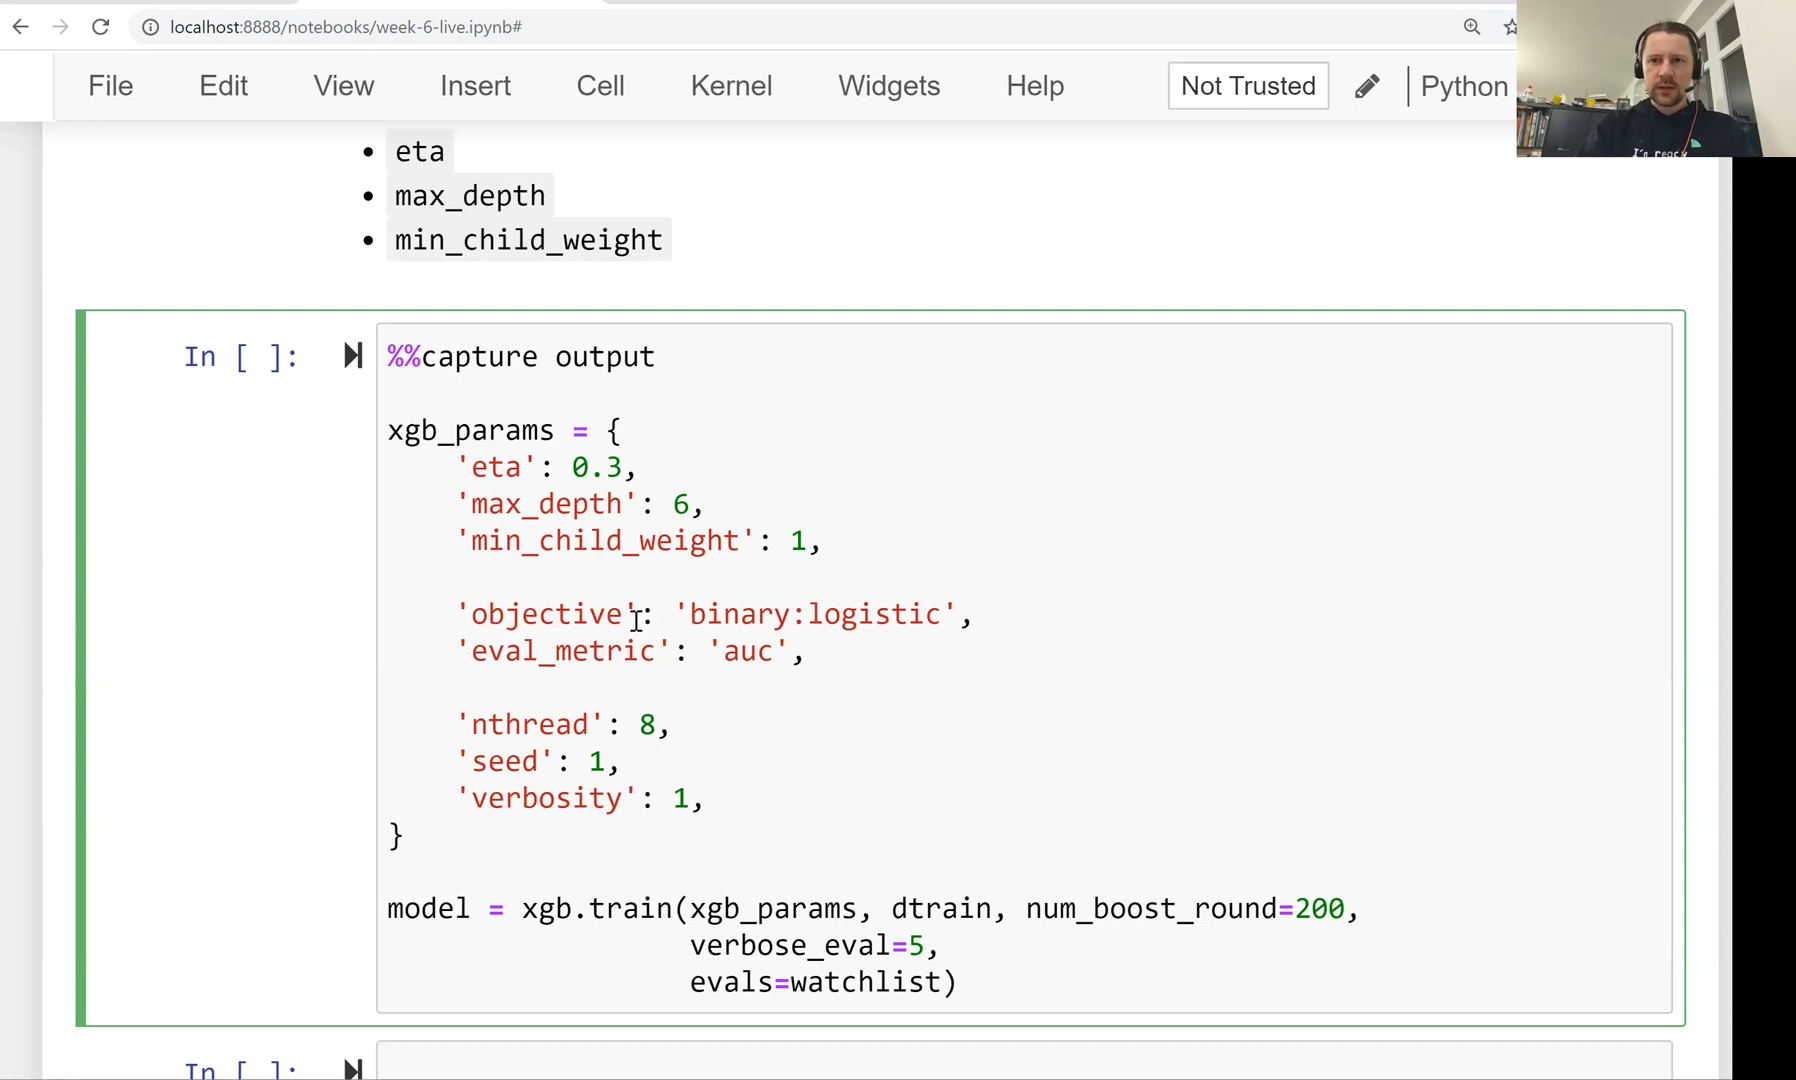 localhost:8888/notebooks/week-6-live.ipynb#
File Edit View Insert Cell Kernel Widgets Help Not Trusted Python
eta
max_depth
min_child_weight
In [ ]: %%capture output
xgb_params = {
'eta': 0.3,
'max_depth': 6,
'min_child_weight': 1,
'objective': 'binary:logistic',
'eval_metric': 'auc',
'nthread': 8,
'seed': 1,
'verbosity': 1,
}
model = xgb.train(xgb_params, dtrain, num_boost_round=200,
verbose_eval=5,
evals=watchlist)
In [ ]:
I'm ready